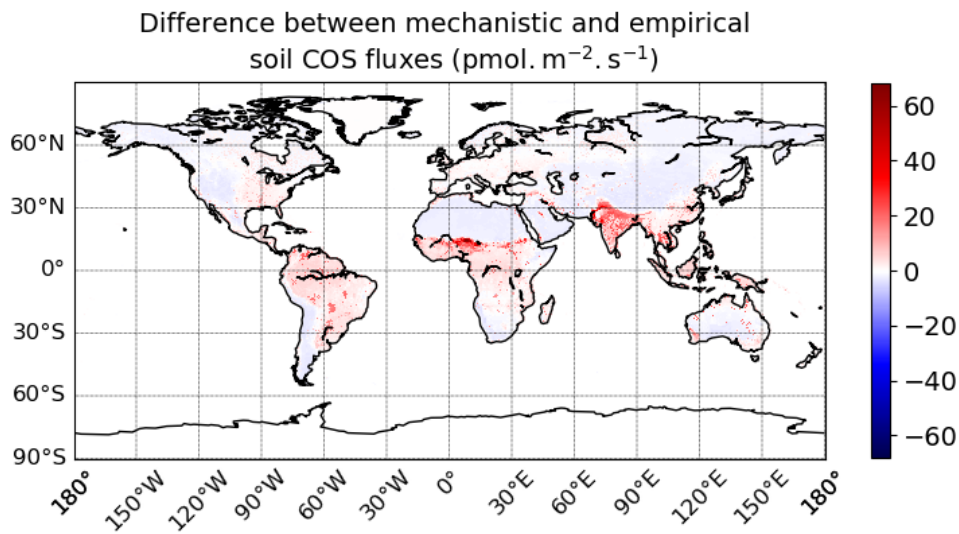 Difference between mechanistic and empirical
soil COS fluxes (pmol. m⁻². s⁻¹)
60°N
30°N
0°
30°S
60°S
90°S
180°
150°W
120°W
90°W
60°W
30°W
0°
30°E
60°E
90°E
120°E
150°E
180°
60
40
20
0
−20
−40
−60